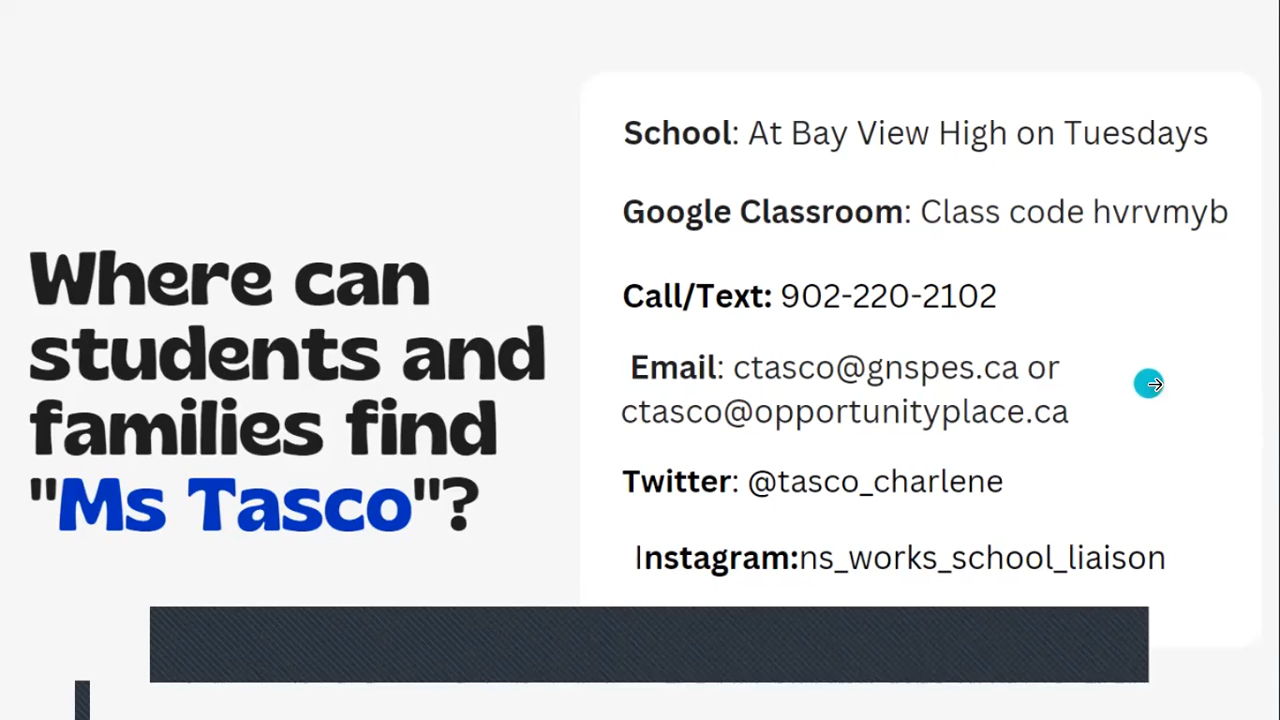 Where can
students and
families find
"Ms Tasco"?
School: At Bay View High on Tuesdays
Google Classroom: Class code hvrvmyb
Call/Text: 902-220-2102
Email: ctasco@gnspes.ca or
ctasco@opportunityplace.ca
Twitter: @tasco_charlene
Instagram:ns_works_school_liaison